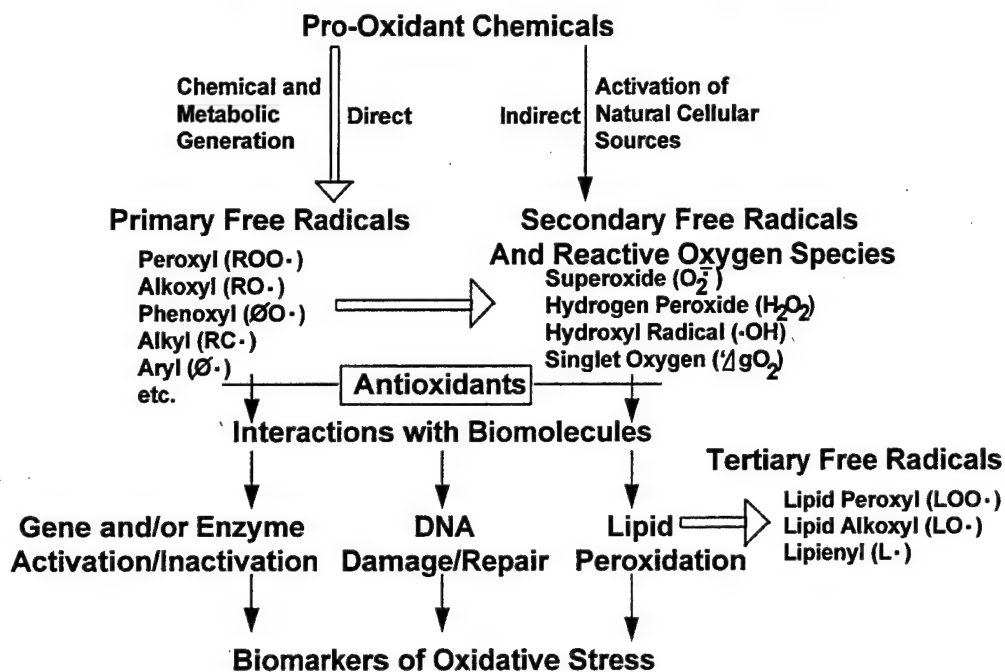 Pro-Oxidant Chemicals
Chemical and
Metabolic
Generation
Direct
Indirect
Activation of
Natural Cellular
Sources
Primary Free Radicals
Peroxyl (ROO·)
Alkoxyl (RO·)
Phenoxyl (ØO·)
Alkyl (RC·)
Aryl (Ø·)
etc.
Secondary Free Radicals
And Reactive Oxygen Species
Superoxide (O₂⁻·)
Hydrogen Peroxide (H₂O₂)
Hydroxyl Radical (·OH)
Singlet Oxygen (¹ΔgO₂)
Antioxidants
Interactions with Biomolecules
Gene and/or Enzyme
Activation/Inactivation
DNA
Damage/Repair
Lipid
Peroxidation
Tertiary Free Radicals
Lipid Peroxyl (LOO·)
Lipid Alkoxyl (LO·)
Lipienyl (L·)
Biomarkers of Oxidative Stress